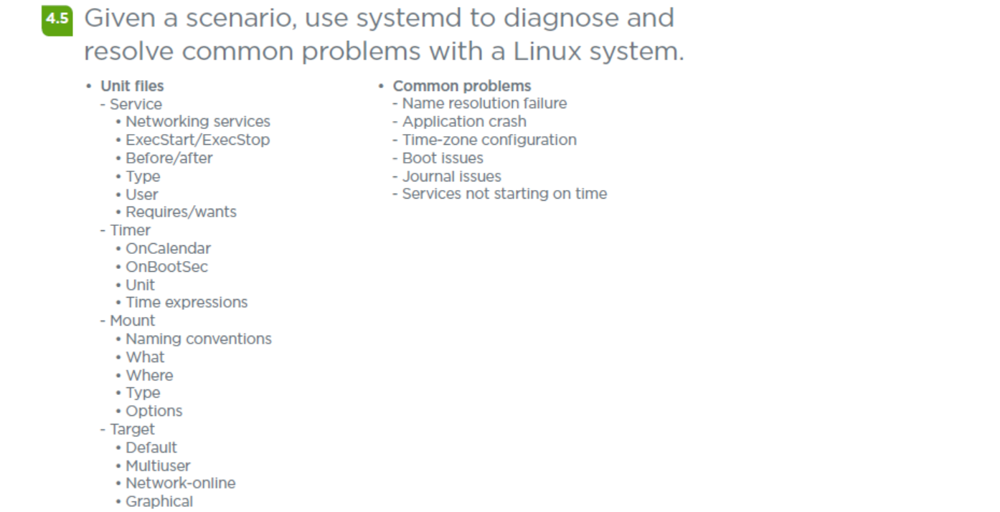 4.5 Given a scenario, use systemd to diagnose and
resolve common problems with a Linux system.
• Unit files
- Service
• Networking services
• ExecStart/ExecStop
• Before/after
• Type
• User
• Requires/wants
- Timer
• OnCalendar
• OnBootSec
• Unit
• Time expressions
- Mount
• Naming conventions
• What
• Where
• Type
• Options
- Target
• Default
• Multiuser
• Network-online
• Graphical
• Common problems
- Name resolution failure
- Application crash
- Time-zone configuration
- Boot issues
- Journal issues
- Services not starting on time